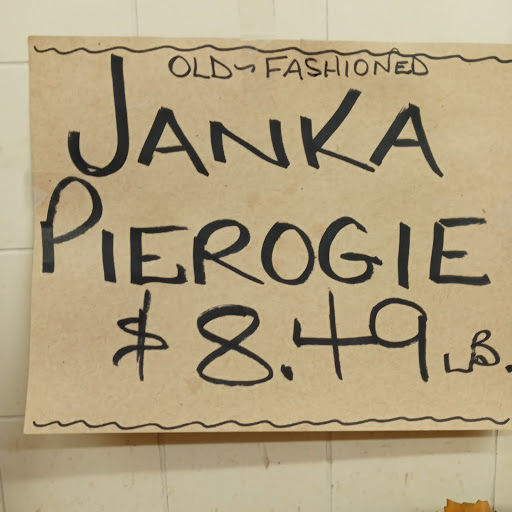 OLD~FASHIONED
JANKA
PIEROGIE
$8.49 LB.